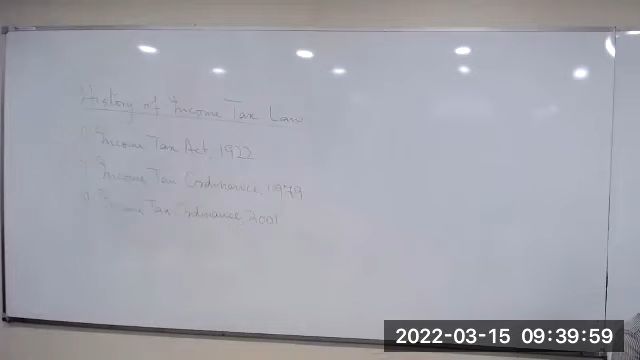 History of Income Tax Law
Income Tax Act, 1922
Income Tax Ordinance, 1979
Income Tax Ordinance, 2001
2022-03-15 09:39:59